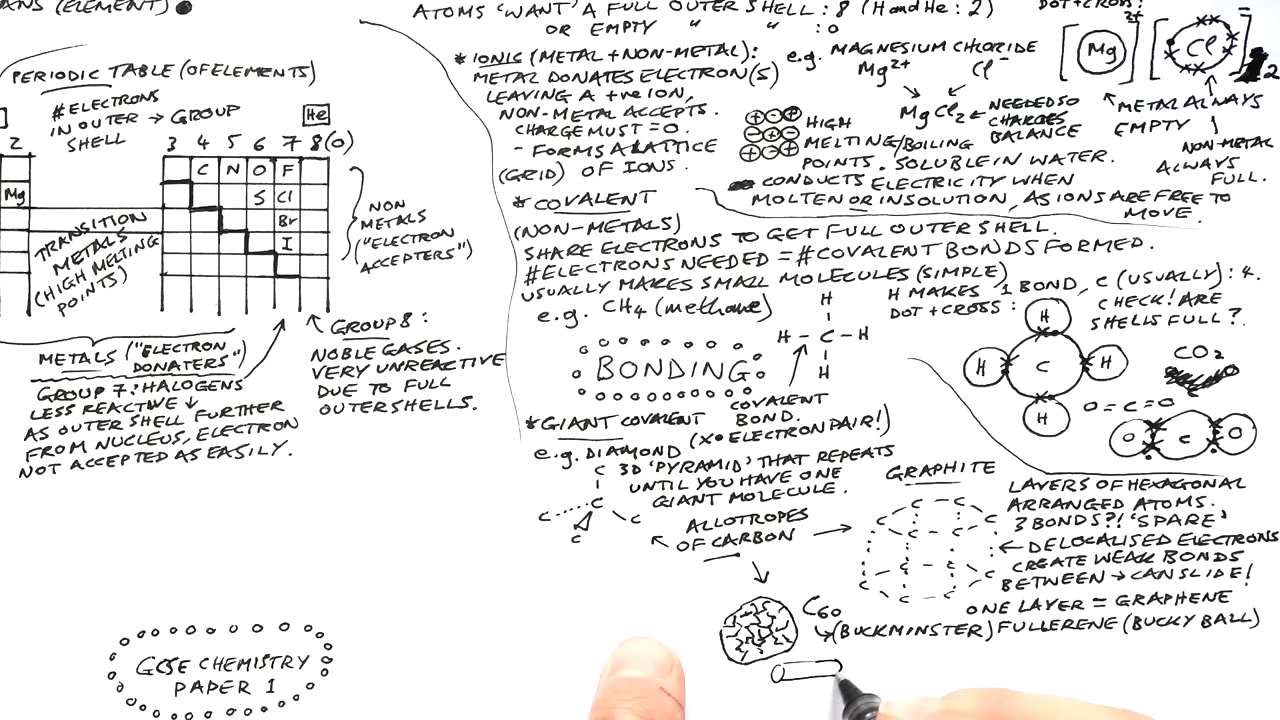 ANS (ELEMENT)
PERIODIC TABLE (OF ELEMENTS)
# ELECTRONS
IN OUTER → GROUP
SHELL
He
2
3 4 5 6 7 8(0)
C N O F
Mg
S Cl
Br
I
TRANSITION
METALS
(HIGH MELTING
POINTS)
NON
METALS
("ELECTRON
ACCEPTERS")
METALS ("ELECTRON
DONATERS")
GROUP 7: HALOGENS
LESS REACTIVE ↓
AS OUTER SHELL FURTHER
FROM NUCLEUS, ELECTRON
NOT ACCEPTED AS EASILY.
GROUP 8:
NOBLE GASES.
VERY UNREACTIVE
DUE TO FULL
OUTER SHELLS.
GCSE CHEMISTRY
PAPER 1
ATOMS 'WANT' A FULL OUTER SHELL: 8 (H and He: 2)
OR EMPTY " " : 0
* IONIC (METAL + NON-METAL):
METAL DONATES ELECTRON(S)
LEAVING A +ve ION,
NON-METAL ACCEPTS.
CHARGE MUST = 0.
- FORMS A LATTICE
(GRID) OF IONS.
e.g. MAGNESIUM CHLORIDE
Mg2+ Cl-
MgCl2 ← NEEDED SO
CHARGES
BALANCE
DOT + CROSS:
[Mg]2+ [Cl]- 2
METAL ALWAYS
EMPTY
NON-METAL
ALWAYS
FULL.
+ - +
- + -
+ - +
HIGH
MELTING/BOILING
POINTS. SOLUBLE IN WATER.
CONDUCTS ELECTRICITY WHEN
MOLTEN OR IN SOLUTION, AS IONS ARE FREE TO
MOVE.
* COVALENT
(NON-METALS)
SHARE ELECTRONS TO GET FULL OUTER SHELL.
# ELECTRONS NEEDED = # COVALENT BONDS FORMED.
USUALLY MAKES SMALL MOLECULES (SIMPLE)
e.g. CH4 (methane)
H
H - C - H
H
COVALENT
BOND.
(XO ELECTRON PAIR!)
H MAKES 1 BOND, C (USUALLY): 4.
DOT + CROSS:
CHECK! ARE
SHELLS FULL?
H
H C H
H
CO2
O = C = O
O C O
BONDING
* GIANT COVALENT
e.g. DIAMOND
3D 'PYRAMID' THAT REPEATS
UNTIL YOU HAVE ONE
GIANT MOLECULE.
C
C
C C
C
ALLOTROPES
OF CARBON
GRAPHITE
C - C
C C
C - C
C - C
C C
C - C
LAYERS OF HEXAGONAL
ARRANGED ATOMS.
3 BONDS?! 'SPARE'
← DELOCALISED ELECTRONS
CREATE WEAK BONDS
BETWEEN → CAN SLIDE!
ONE LAYER = GRAPHENE
C60
↳ (BUCKMINSTER) FULLERENE (BUCKY BALL)